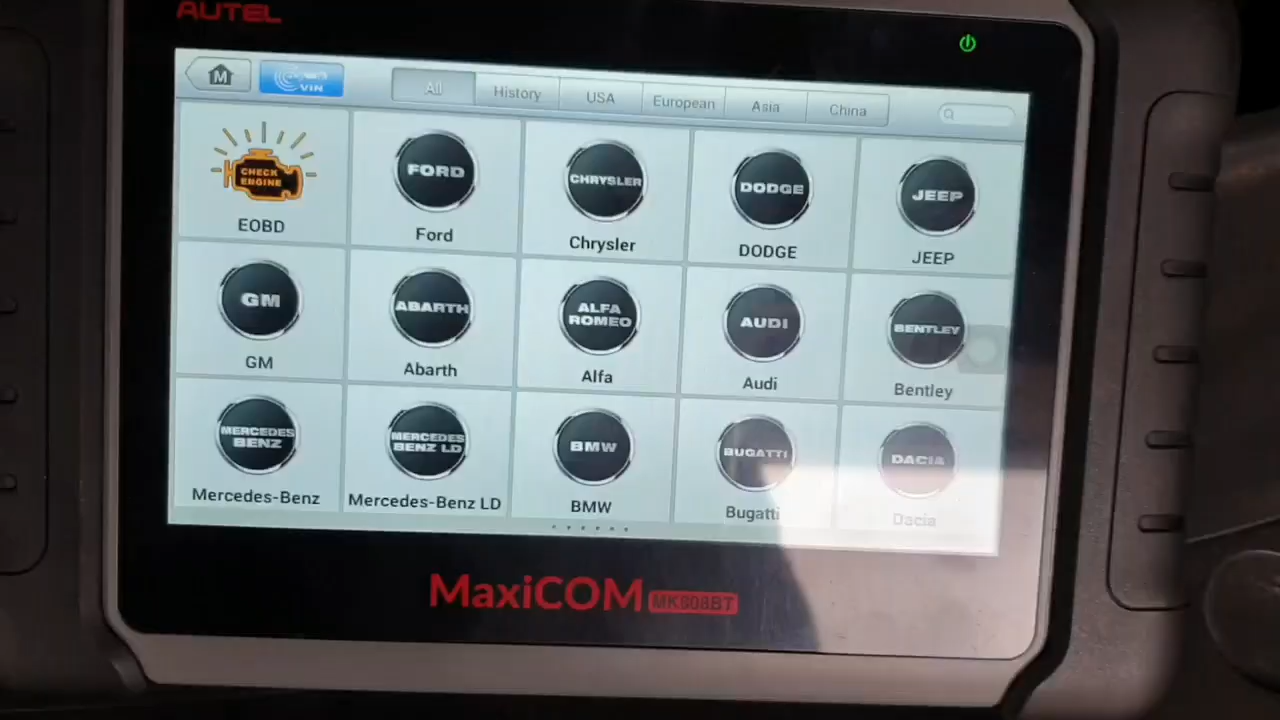 AUTEL
M
VIN
All
History
USA
European
Asia
China
CHECK
ENGINE
EOBD
FORD
Ford
CHRYSLER
Chrysler
DODGE
DODGE
JEEP
JEEP
GM
GM
ABARTH
Abarth
ALFA
ROMEO
Alfa
AUDI
Audi
BENTLEY
Bentley
MERCEDES
BENZ
Mercedes-Benz
MERCEDES
BENZ LD
Mercedes-Benz LD
BMW
BMW
BUGATTI
Bugatti
DACIA
Dacia
MaxiCOM MK808BT